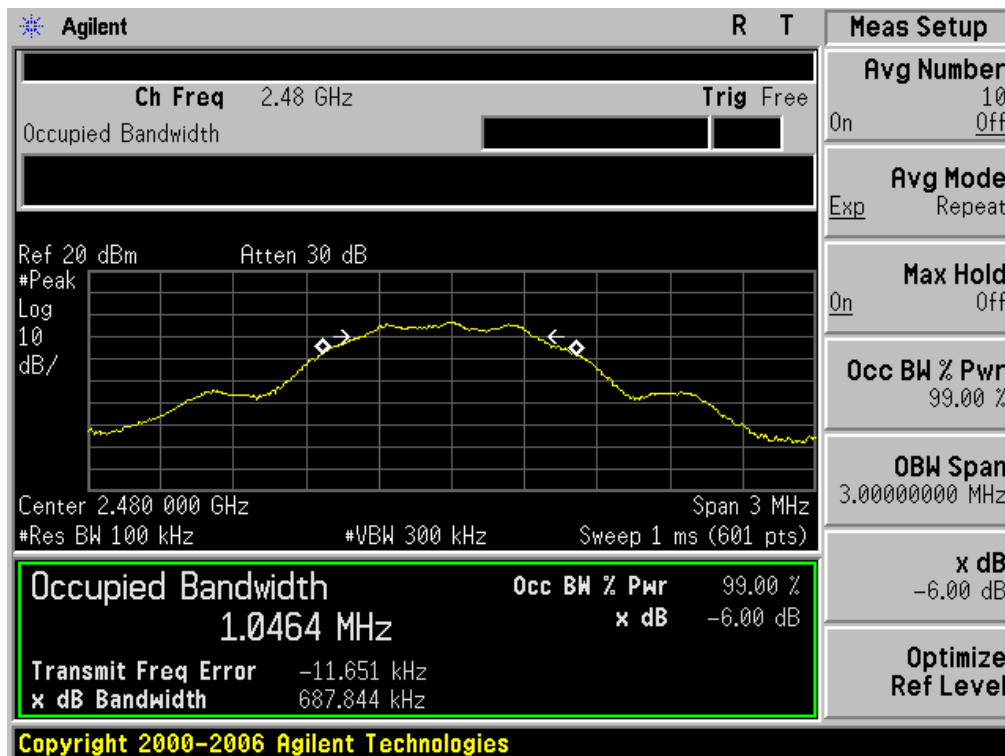 Agilent R T
Ch Freq 2.48 GHz Trig Free
Occupied Bandwidth
Ref 20 dBm Atten 30 dB
#Peak
Log
10
dB/
Center 2.480 000 GHz Span 3 MHz
#Res BW 100 kHz #VBW 300 kHz Sweep 1 ms (601 pts)
Occupied Bandwidth Occ BW % Pwr 99.00 %
1.0464 MHz x dB -6.00 dB
Transmit Freq Error -11.651 kHz
x dB Bandwidth 687.844 kHz
Copyright 2000-2006 Agilent Technologies
Meas Setup
Avg Number
10
On Off
Avg Mode
Exp Repeat
Max Hold
On Off
Occ BW % Pwr
99.00 %
OBW Span
3.00000000 MHz
x dB
-6.00 dB
Optimize
Ref Level